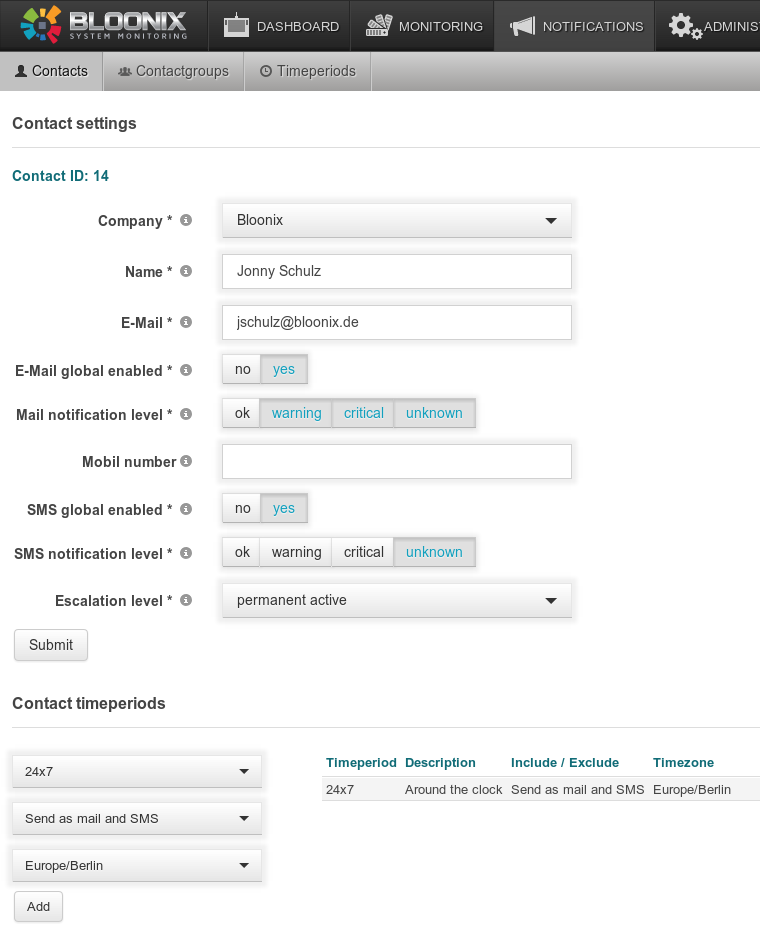 BLOONIX
SYSTEM MONITORING
DASHBOARD
MONITORING
NOTIFICATIONS
ADMINIS
Contacts
Contactgroups
Timeperiods
Contact settings
Contact ID: 14
Company *
Bloonix
Name *
Jonny Schulz
E-Mail *
jschulz@bloonix.de
E-Mail global enabled *
no yes
Mail notification level *
ok warning critical unknown
Mobil number
SMS global enabled *
no yes
SMS notification level *
ok warning critical unknown
Escalation level *
permanent active
Submit
Contact timeperiods
24x7
Send as mail and SMS
Europe/Berlin
Add
Timeperiod Description Include / Exclude Timezone
24x7 Around the clock Send as mail and SMS Europe/Berlin